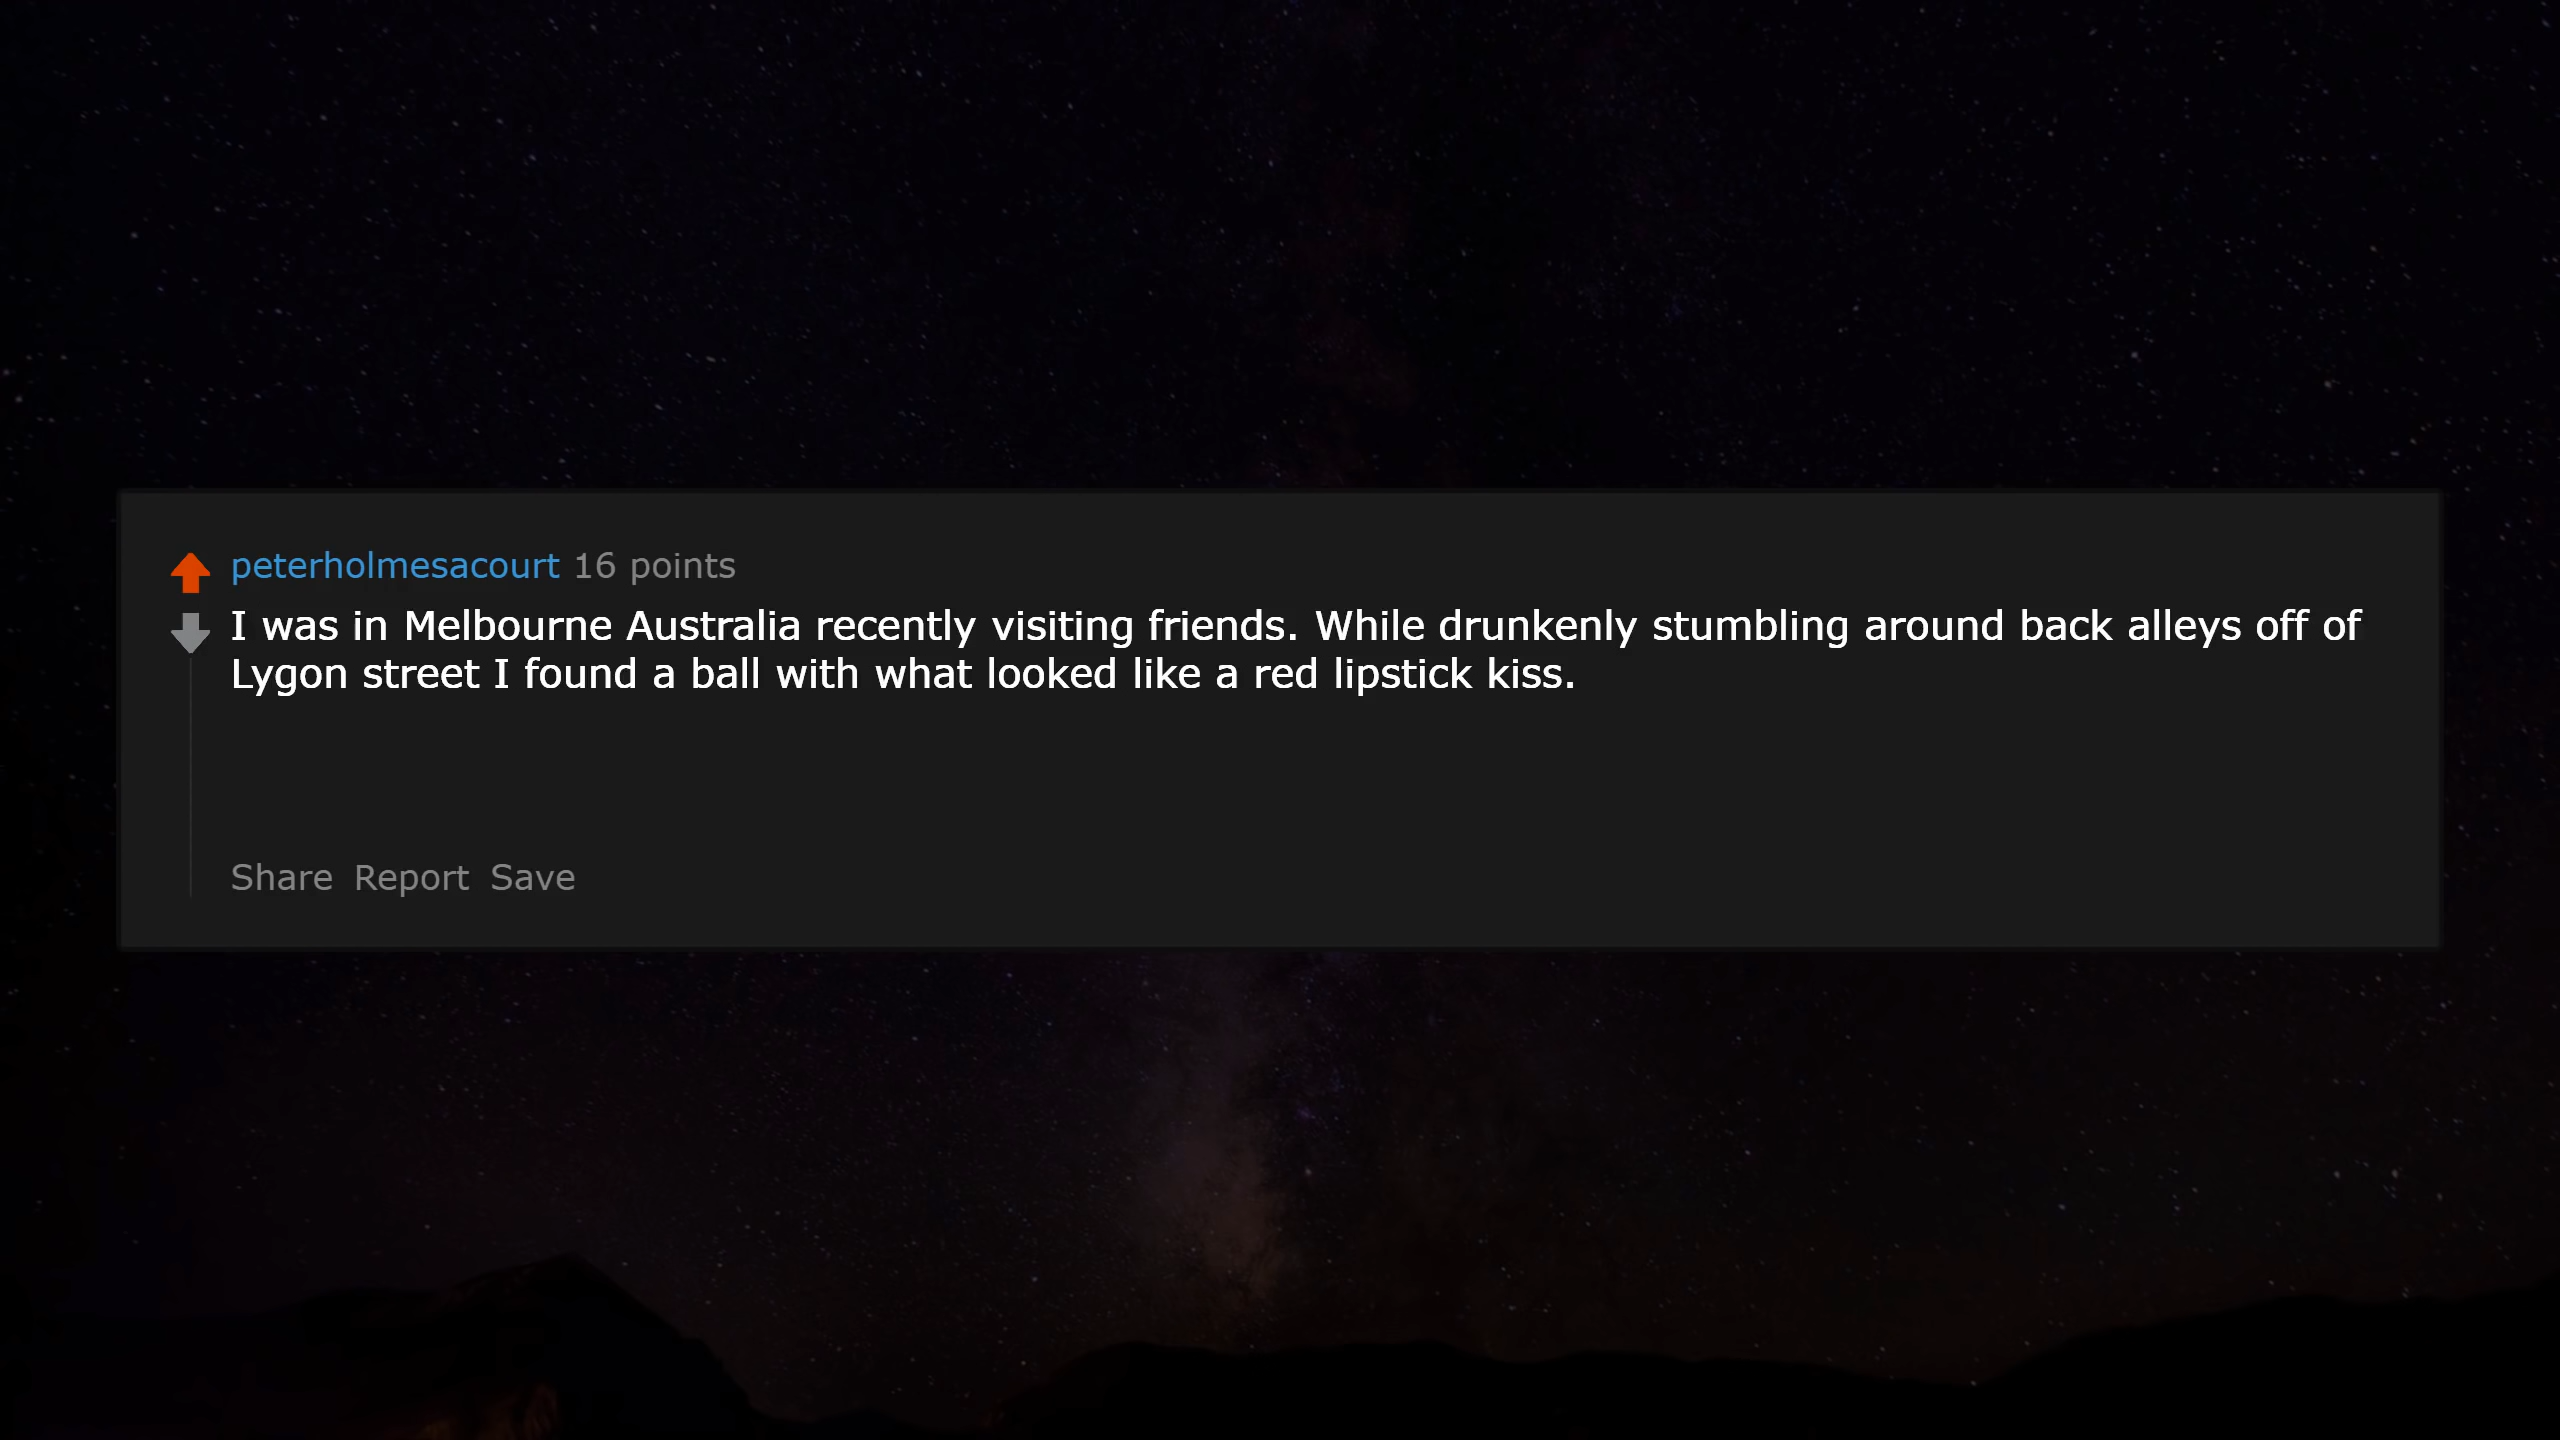 peterholmesacourt 16 points
I was in Melbourne Australia recently visiting friends. While drunkenly stumbling around back alleys off of
Lygon street I found a ball with what looked like a red lipstick kiss.
Share Report Save